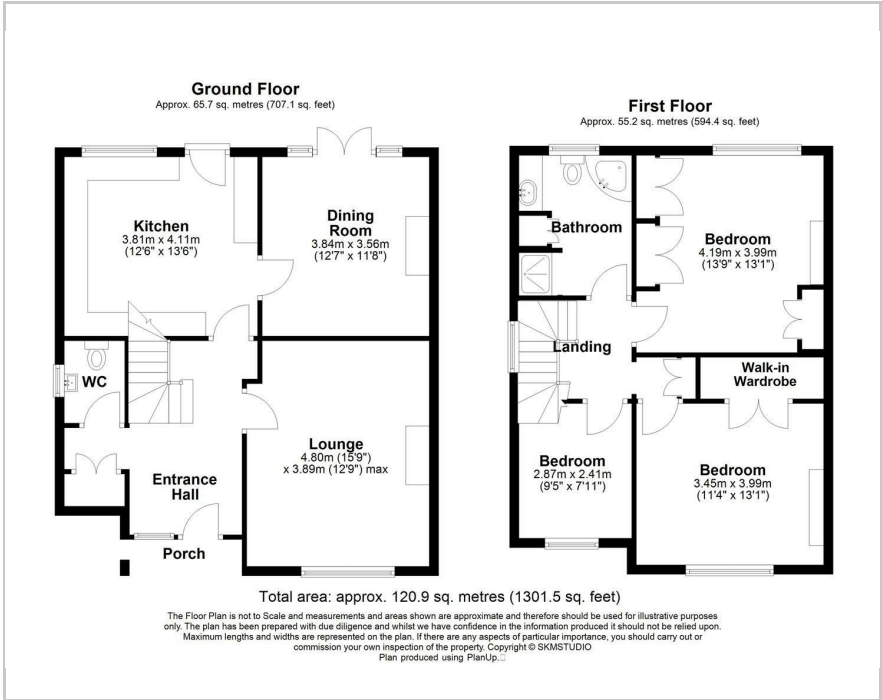 Ground Floor
Approx. 65.7 sq. metres (707.1 sq. feet)
Kitchen
3.81m x 4.11m
(12'6" x 13'6")
Dining
Room
3.84m x 3.56m
(12'7" x 11'8")
WC
Lounge
4.80m (15'9")
x 3.89m (12'9") max
Entrance
Hall
Porch
First Floor
Approx. 55.2 sq. metres (594.4 sq. feet)
Bathroom
Bedroom
4.19m x 3.99m
(13'9" x 13'1")
Landing
Walk-in
Wardrobe
Bedroom
2.87m x 2.41m
(9'5" x 7'11")
Bedroom
3.45m x 3.99m
(11'4" x 13'1")
Total area: approx. 120.9 sq. metres (1301.5 sq. feet)
The Floor Plan is not to Scale and measurements and areas shown are approximate and therefore should be used for illustrative purposes
only. The plan has been prepared with due diligence and whilst we have confidence in the information produced it should not be relied upon.
Maximum lengths and widths are represented on the plan. If there are any aspects of particular importance, you should carry out or
commission your own inspection of the property. Copyright © SKMSTUDIO
Plan produced using PlanUp.